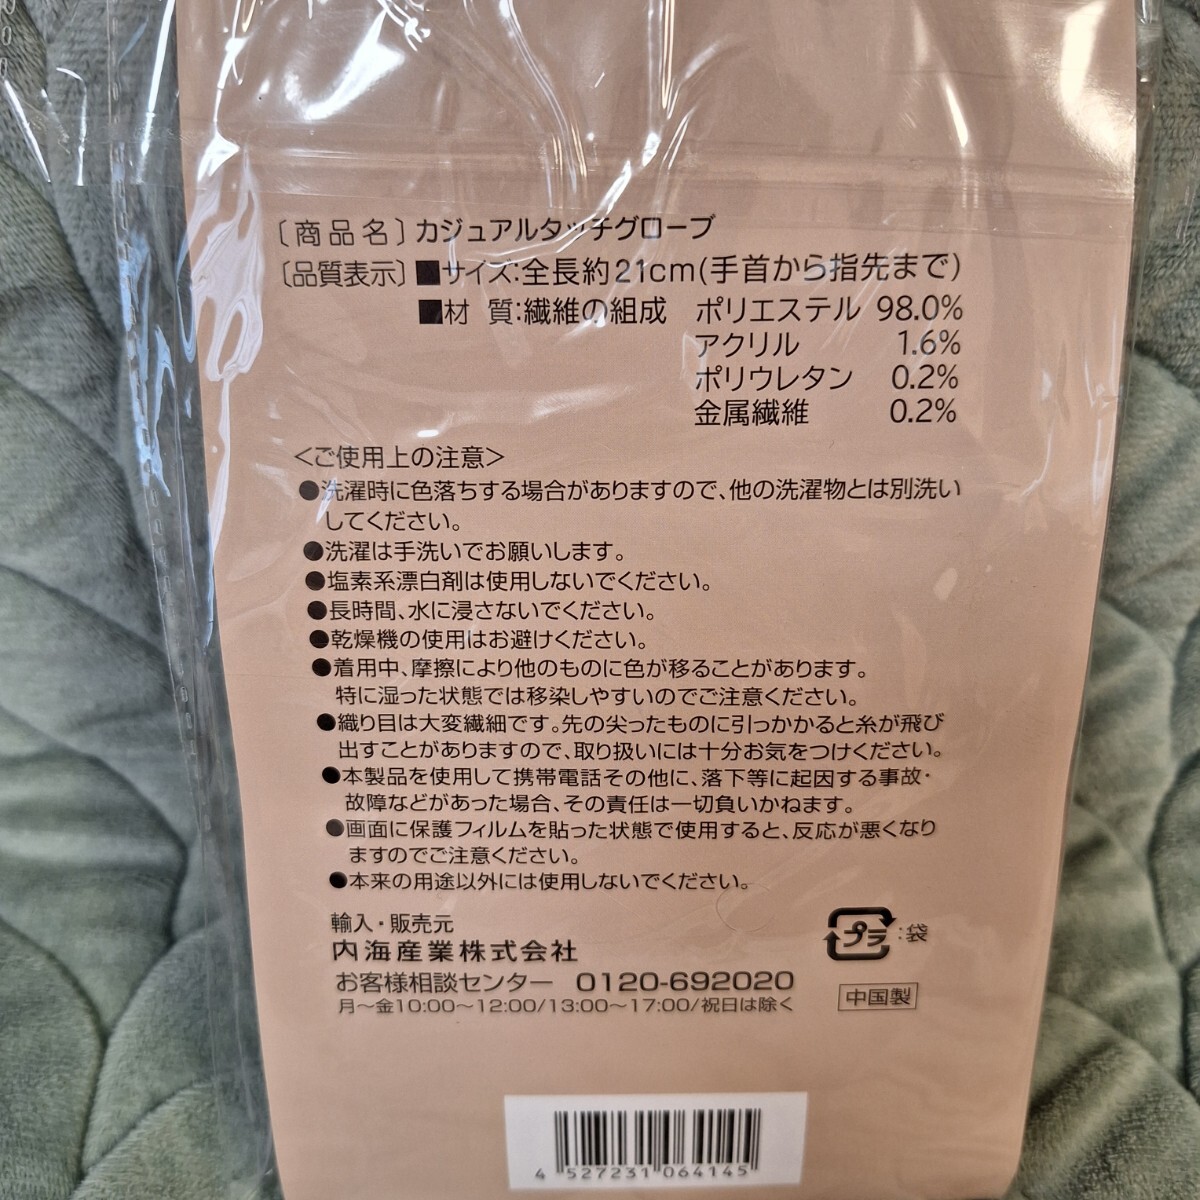 〔商品名〕カジュアルタッチグローブ
〔品質表示〕■サイズ:全長約21cm(手首から指先まで)
■材 質:繊維の組成 ポリエステル 98.0%
アクリル 1.6%
ポリウレタン 0.2%
金属繊維 0.2%
<ご使用上の注意>
●洗濯時に色落ちする場合がありますので、他の洗濯物とは別洗い
してください。
●洗濯は手洗いでお願いします。
●塩素系漂白剤は使用しないでください。
●長時間、水に浸さないでください。
●乾燥機の使用はお避けください。
●着用中、摩擦により他のものに色が移ることがあります。
特に湿った状態では移染しやすいのでご注意ください。
●織り目は大変繊細です。先の尖ったものに引っかかると糸が飛び
出すことがありますので、取り扱いには十分お気をつけください。
●本製品を使用して携帯電話その他に、落下等に起因する事故・
故障などがあった場合、その責任は一切負いかねます。
●画面に保護フィルムを貼った状態で使用すると、反応が悪くなり
ますのでご注意ください。
●本来の用途以外には使用しないでください。
輸入・販売元
内海産業株式会社
お客様相談センター 0120-692020
月〜金10:00〜12:00/13:00〜17:00/祝日は除く
プラ:袋
中国製
4 527231 064145